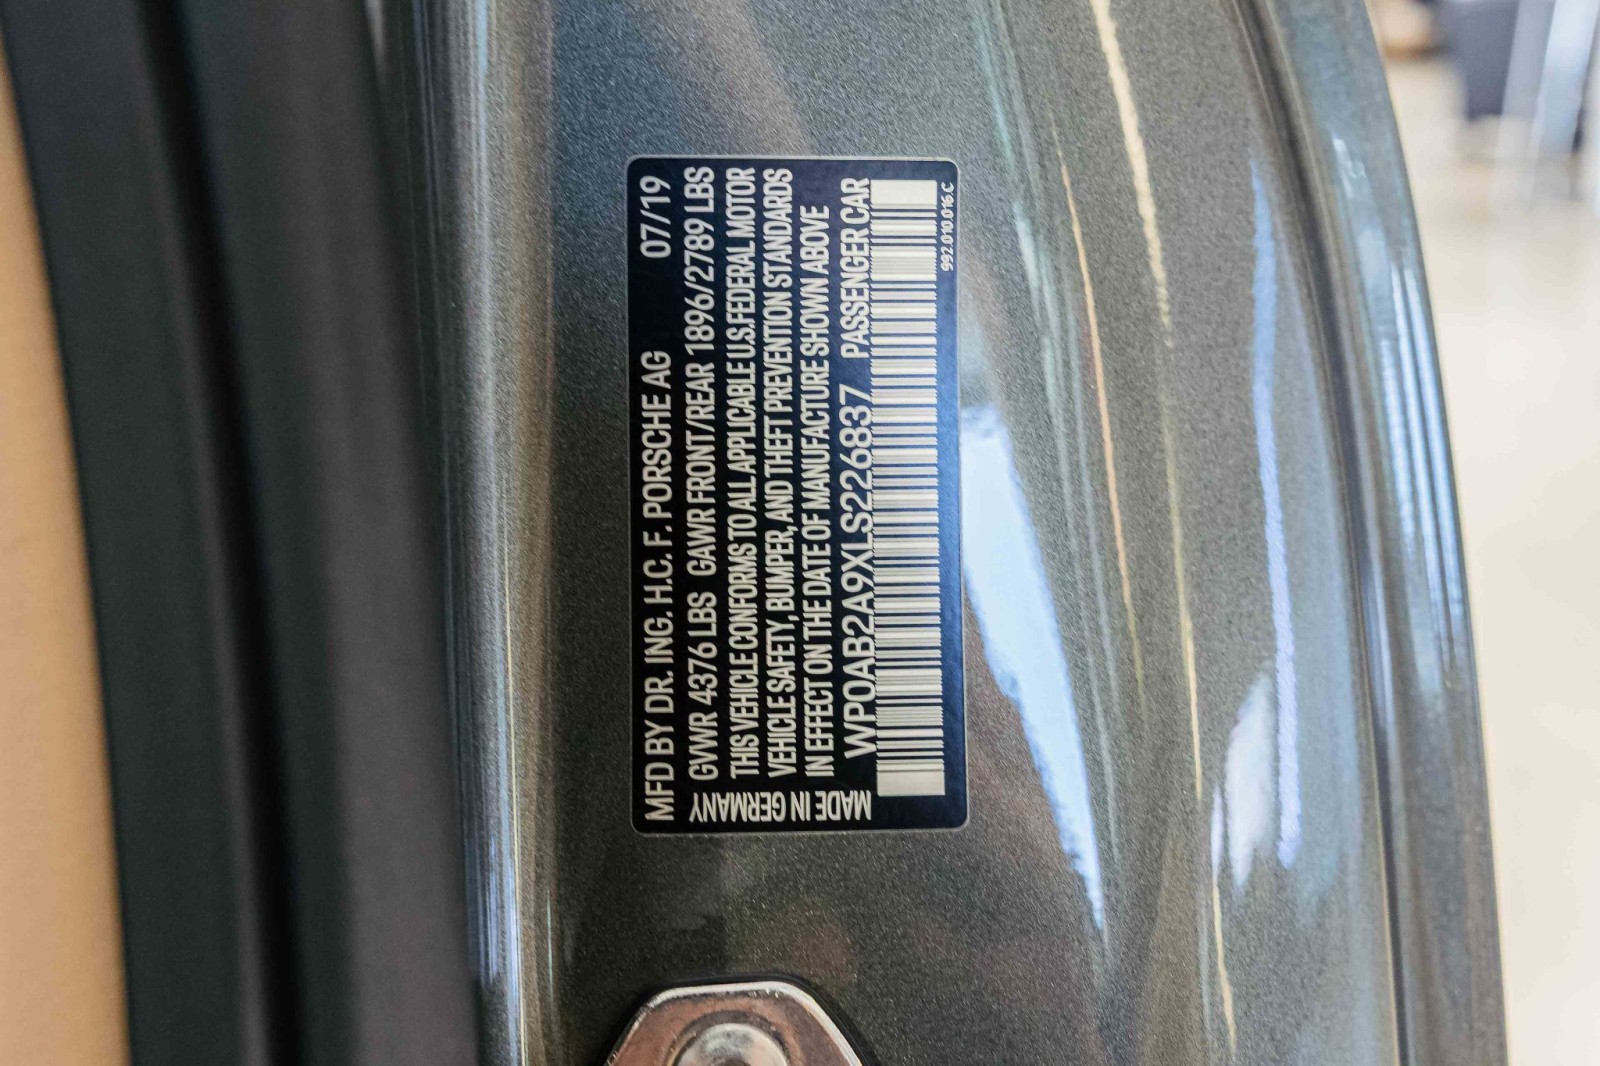 MFD BY DR. ING. H.C. F. PORSCHE AG 07/19
GVWR 4376 LBS GAWR FRONT/REAR 1896/2789 LBS
THIS VEHICLE CONFORMS TO ALL APPLICABLE U.S. FEDERAL MOTOR
VEHICLE SAFETY, BUMPER, AND THEFT PREVENTION STANDARDS
IN EFFECT ON THE DATE OF MANUFACTURE SHOWN ABOVE
WP0AB2A9XLS226837 PASSENGER CAR
MADE IN GERMANY
992.010.016.C